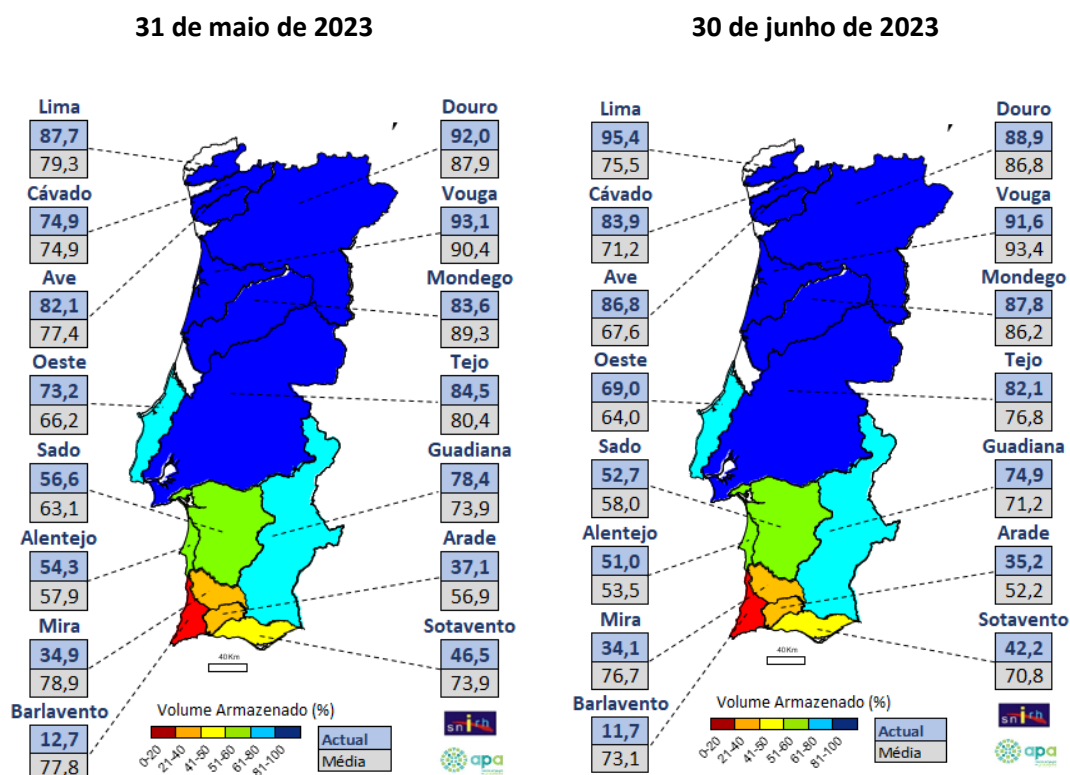 31 de maio de 2023
Lima
87,7
79,3
Cávado
74,9
74,9
Ave
82,1
77,4
Oeste
73,2
66,2
Sado
56,6
63,1
Alentejo
54,3
57,9
Mira
34,9
78,9
Barlavento
12,7
77,8
Douro
92,0
87,9
Vouga
93,1
90,4
Mondego
83,6
89,3
Tejo
84,5
80,4
Guadiana
78,4
73,9
Arade
37,1
56,9
Sotavento
46,5
73,9
40Km
Volume Armazenado (%)
0-20
21-40
41-50
51-60
61-80
81-100
Actual
Média
snirh
apa
30 de junho de 2023
Lima
95,4
75,5
Cávado
83,9
71,2
Ave
86,8
67,6
Oeste
69,0
64,0
Sado
52,7
58,0
Alentejo
51,0
53,5
Mira
34,1
76,7
Barlavento
11,7
73,1
Douro
88,9
86,8
Vouga
91,6
93,4
Mondego
87,8
86,2
Tejo
82,1
76,8
Guadiana
74,9
71,2
Arade
35,2
52,2
Sotavento
42,2
70,8
40Km
Volume Armazenado (%)
0-20
21-40
41-50
51-60
61-80
81-100
Actual
Média
snirh
apa